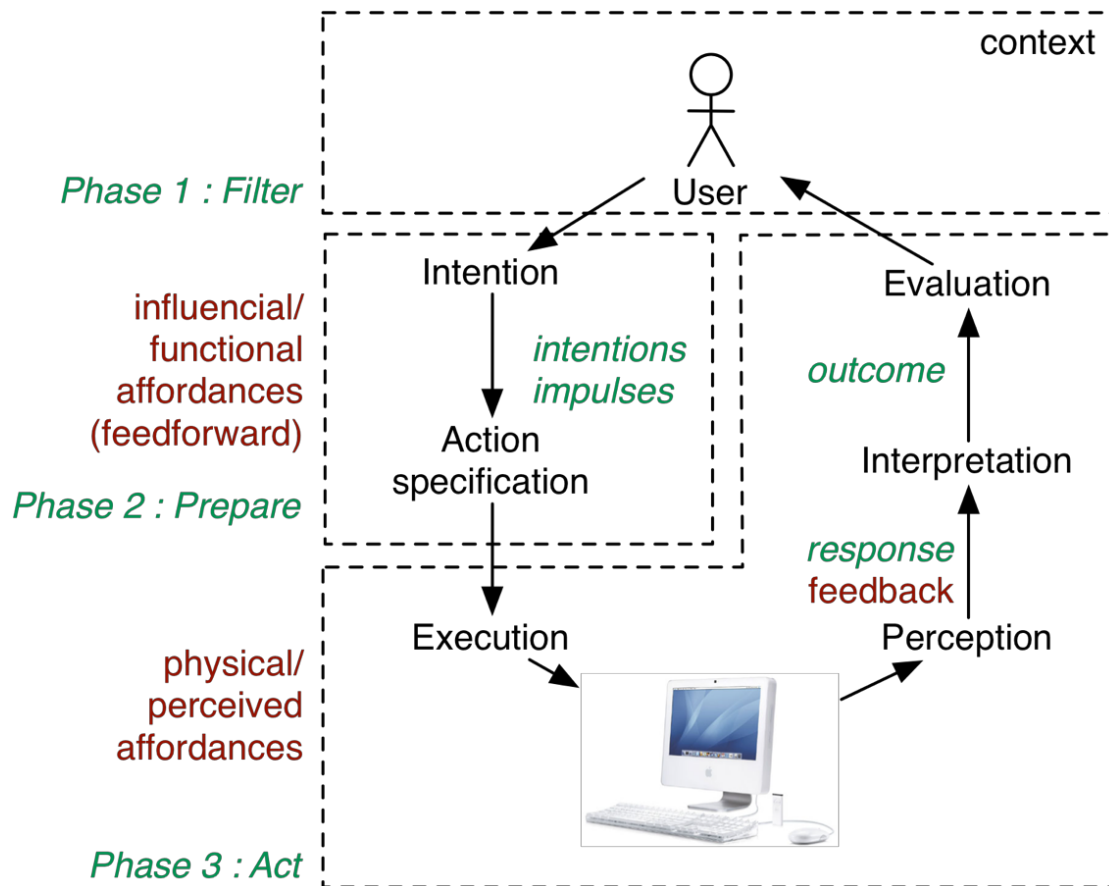 context
User
Phase 1 : Filter
Intention
Evaluation
influencial/
functional
affordances
(feedforward)
intentions
impulses
outcome
Action
specification
Interpretation
Phase 2 : Prepare
response
feedback
Execution
Perception
physical/
perceived
affordances
Phase 3 : Act